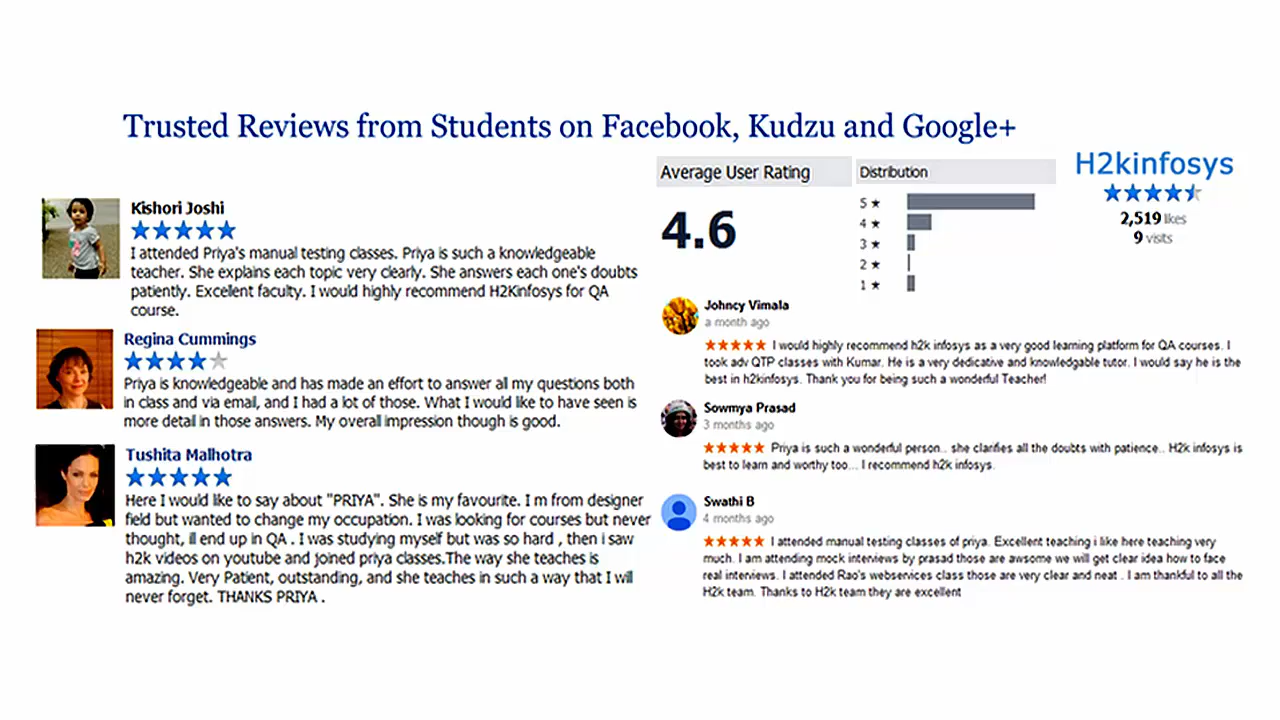 Trusted Reviews from Students on Facebook, Kudzu and Google+
Kishori Joshi
I attended Priya's manual testing classes. Priya is such a knowledgeable
teacher. She explains each topic very clearly. She answers each one's doubts
patiently. Excellent faculty. I would highly recommend H2Kinfosys for QA
course.
Regina Cummings
Priya is knowledgeable and has made an effort to answer all my questions both
in class and via email, and I had a lot of those. What I would like to have seen is
more detail in those answers. My overall impression though is good.
Tushita Malhotra
Here I would like to say about "PRIYA". She is my favourite. I m from designer
field but wanted to change my occupation. I was looking for courses but never
thought, ill end up in QA . I was studying myself but was so hard , then i saw
h2k videos on youtube and joined priya classes.The way she teaches is
amazing. Very Patient, outstanding, and she teaches in such a way that I will
never forget. THANKS PRIYA .
Average User Rating
4.6
Distribution
5 ★
4 ★
3 ★
2 ★
1 ★
H2kinfosys
2,519 likes
9 visits
Johncy Vimala
a month ago
I would highly recommend h2k infosys as a very good learning platform for QA courses. I
took adv QTP classes with Kumar. He is a very dedicative and knowledgable tutor. I would say he is the
best in h2kinfosys. Thank you for being such a wonderful Teacher!
Sowmya Prasad
3 months ago
Priya is such a wonderful person.. she clarifies all the doubts with patience.. H2k infosys is
best to learn and worthy too... I recommend h2k infosys.
Swathi B
4 months ago
I attended manual testing classes of priya. Excellent teaching i like here teaching very
much. I am attending mock interviews by prasad those are awsome we will get clear idea how to face
real interviews. I attended Rao's webservices class those are very clear and neat . I am thankful to all the
H2k team. Thanks to H2k team they are excellent